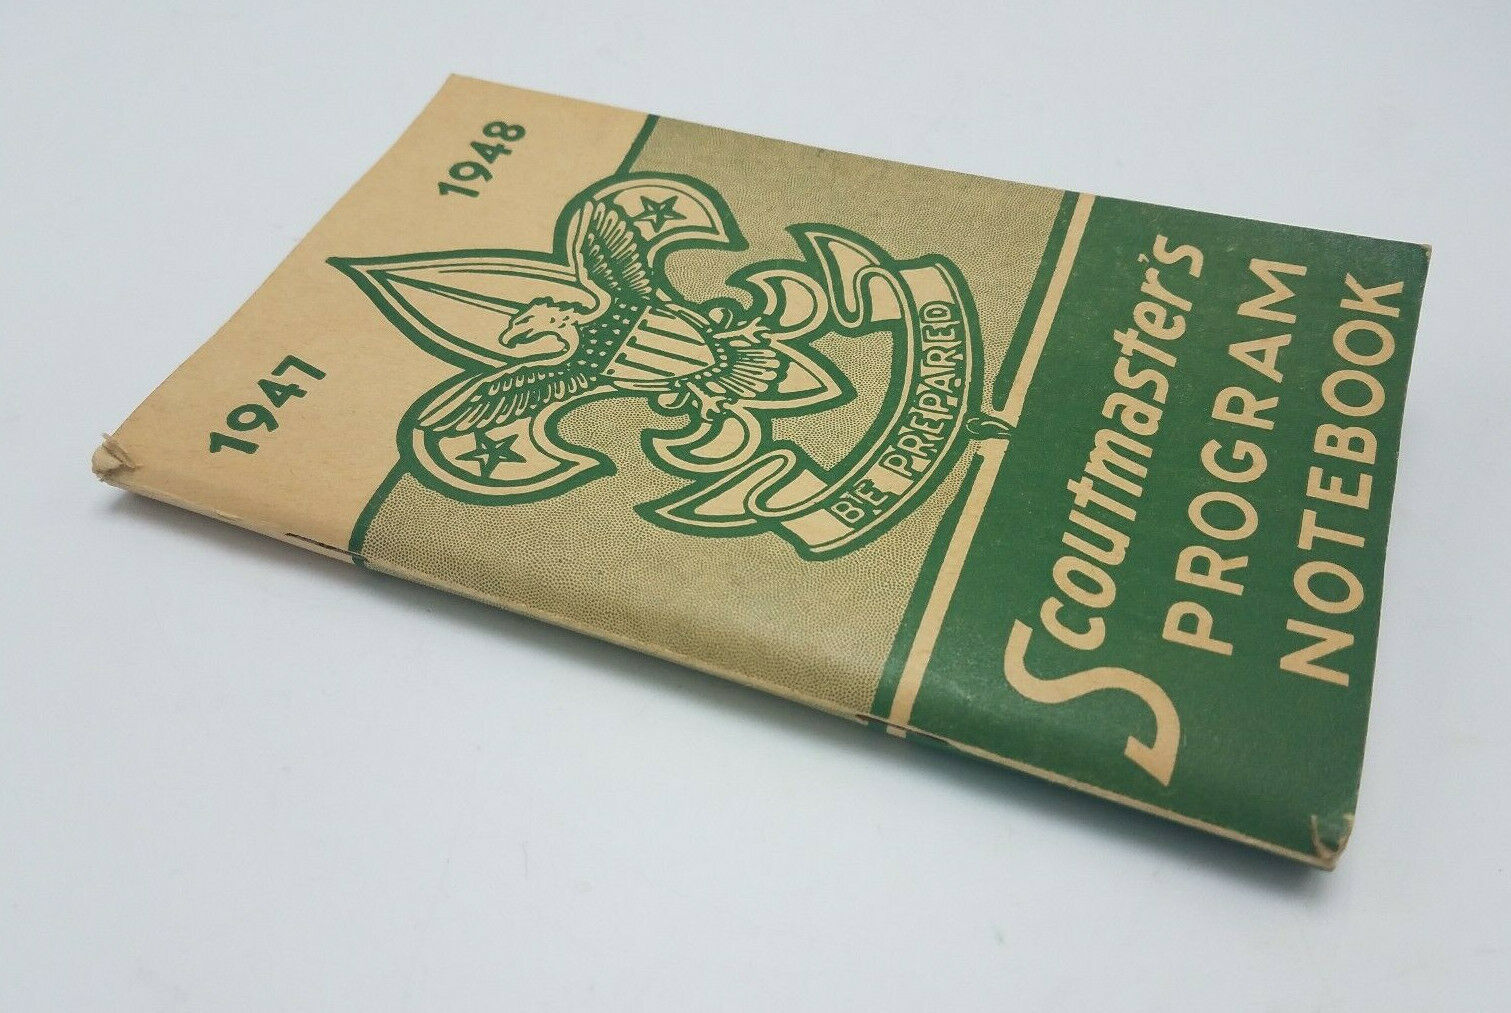 1947 1948
BE PREPARED
Scoutmaster's
PROGRAM
NOTEBOOK